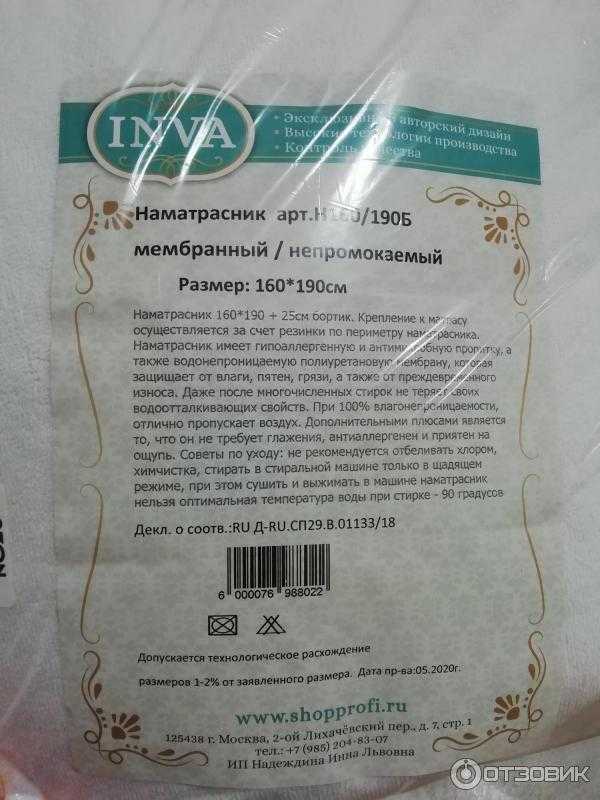 INVA
• Эксклюзивный авторский дизайн
• Высокие технологии производства
• Контроль качества
Наматрасник арт.Н160/190Б
мембранный / непромокаемый
Размер: 160*190см
Наматрасник 160*190 + 25см бортик. Крепление к матрасу
осуществляется за счет резинки по периметру наматрасника.
Наматрасник имеет гипоаллергенную и антимикробную пропитку, а
также водонепроницаемую полиуретановую мембрану, которая
защищает от влаги, пятен, грязи, а также от преждевременного
износа. Даже после многочисленных стирок не теряет своих
водоотталкивающих свойств. При 100% влагонепроницаемости,
отлично пропускает воздух. Дополнительными плюсами является
то, что он не требует глажения, антиаллергенен и приятен на
ощупь. Советы по уходу: не рекомендуется отбеливать хлором,
химчистка, стирать в стиральной машине только в щадящем
режиме, при этом сушить и выжимать в машине наматрасник
нельзя оптимальная температура воды при стирке - 90 градусов
Декл. о соотв.:RU Д-RU.СП29.В.01133/18
6 000076 988022
Допускается технологическое расхождение
размеров 1-2% от заявленного размера. Дата пр-ва:05.2020г.
www.shopprofi.ru
125438 г. Москва, 2-ой Лихачёвский пер., д. 7, стр. 1
тел.: +7 (985) 204-83-07
ИП Надеждина Инна Львовна
ОТЗОВИК